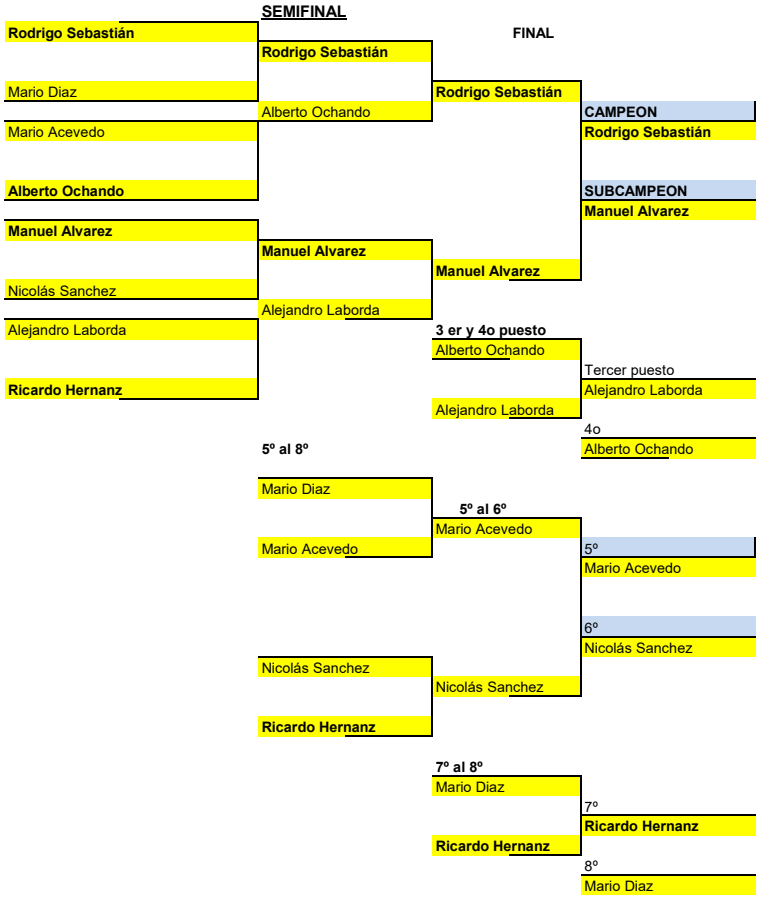 SEMIFINAL
Rodrigo Sebastián
FINAL
Rodrigo Sebastián
Mario Diaz
Rodrigo Sebastián
Alberto Ochando
CAMPEON
Mario Acevedo
Rodrigo Sebastián
Alberto Ochando
SUBCAMPEON
Manuel Alvarez
Manuel Alvarez
Manuel Alvarez
Manuel Alvarez
Nicolás Sanchez
Alejandro Laborda
Alejandro Laborda
3 er y 4o puesto
Alberto Ochando
Tercer puesto
Ricardo Hernanz
Alejandro Laborda
Alejandro Laborda
4o
5º al 8º
Alberto Ochando
Mario Diaz
5º al 6º
Mario Acevedo
Mario Acevedo
5º
Mario Acevedo
6º
Nicolás Sanchez
Nicolás Sanchez
Nicolás Sanchez
Ricardo Hernanz
7º al 8º
Mario Diaz
7º
Ricardo Hernanz
Ricardo Hernanz
8º
Mario Diaz